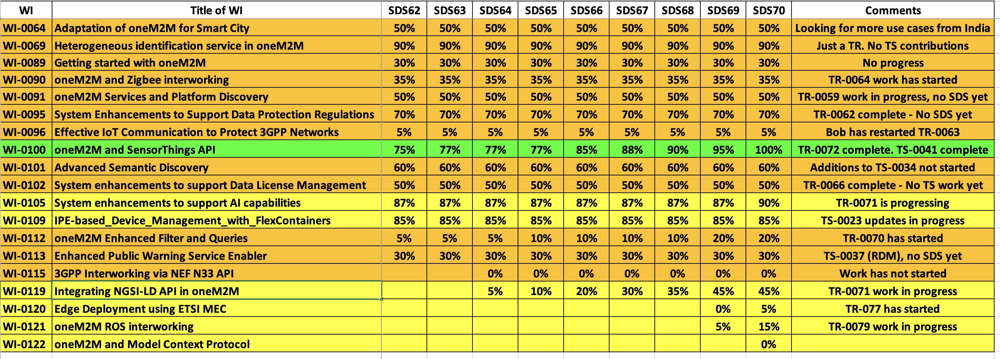 WI Title of WI SDS62 SDS63 SDS64 SDS65 SDS66 SDS67 SDS68 SDS69 SDS70 Comments
WI-0064 Adaptation of oneM2M for Smart City 50% 50% 50% 50% 50% 50% 50% 50% 50% Looking for more use cases from India
WI-0069 Heterogeneous identification service in oneM2M 90% 90% 90% 90% 90% 90% 90% 90% 90% Just a TR. No TS contributions
WI-0089 Getting started with oneM2M 30% 30% 30% 30% 30% 30% 30% 30% 30% No progress
WI-0090 oneM2M and Zigbee interworking 35% 35% 35% 35% 35% 35% 35% 35% 35% TR-0064 work has started
WI-0091 oneM2M Services and Platform Discovery 50% 50% 50% 50% 50% 50% 50% 50% 50% TR-0059 work in progress, no SDS yet
WI-0095 System Enhancements to Support Data Protection Regulations 70% 70% 70% 70% 70% 70% 70% 70% 70% TR-0062 complete - No SDS yet
WI-0096 Effective IoT Communication to Protect 3GPP Networks 5% 5% 5% 5% 5% 5% 5% 5% 5% Bob has restarted TR-0063
WI-0100 oneM2M and SensorThings API 75% 77% 77% 77% 85% 88% 90% 95% 100% TR-0072 complete. TS-0041 complete
WI-0101 Advanced Semantic Discovery 60% 60% 60% 60% 60% 60% 60% 60% 60% Additions to TS-0034 not started
WI-0102 System enhancements to support Data License Management 50% 50% 50% 50% 50% 50% 50% 50% 50% TR-0066 complete - No TS work yet
WI-0105 System enhancements to support AI capabilities 87% 87% 87% 87% 87% 87% 87% 87% 90% TR-0071 is progressing
WI-0109 IPE-based_Device_Management_with_FlexContainers 85% 85% 85% 85% 85% 85% 85% 85% 85% TS-0023 updates in progress
WI-0112 oneM2M Enhanced Filter and Queries 5% 5% 5% 10% 10% 10% 10% 20% 20% TR-0070 has started
WI-0113 Enhanced Public Warning Service Enabler 30% 30% 30% 30% 30% 30% 30% 30% 30% TS-0037 (RDM), no SDS yet
WI-0115 3GPP Interworking via NEF N33 API 0% 0% 0% 0% 0% 0% 0% Work has not started
WI-0119 Integrating NGSI-LD API in oneM2M 5% 10% 20% 30% 35% 45% 45% TR-0071 work in progress
WI-0120 Edge Deployment using ETSI MEC 0% 5% TR-077 has started
WI-0121 oneM2M ROS interworking 5% 15% TR-0079 work in progress
WI-0122 oneM2M and Model Context Protocol 0%